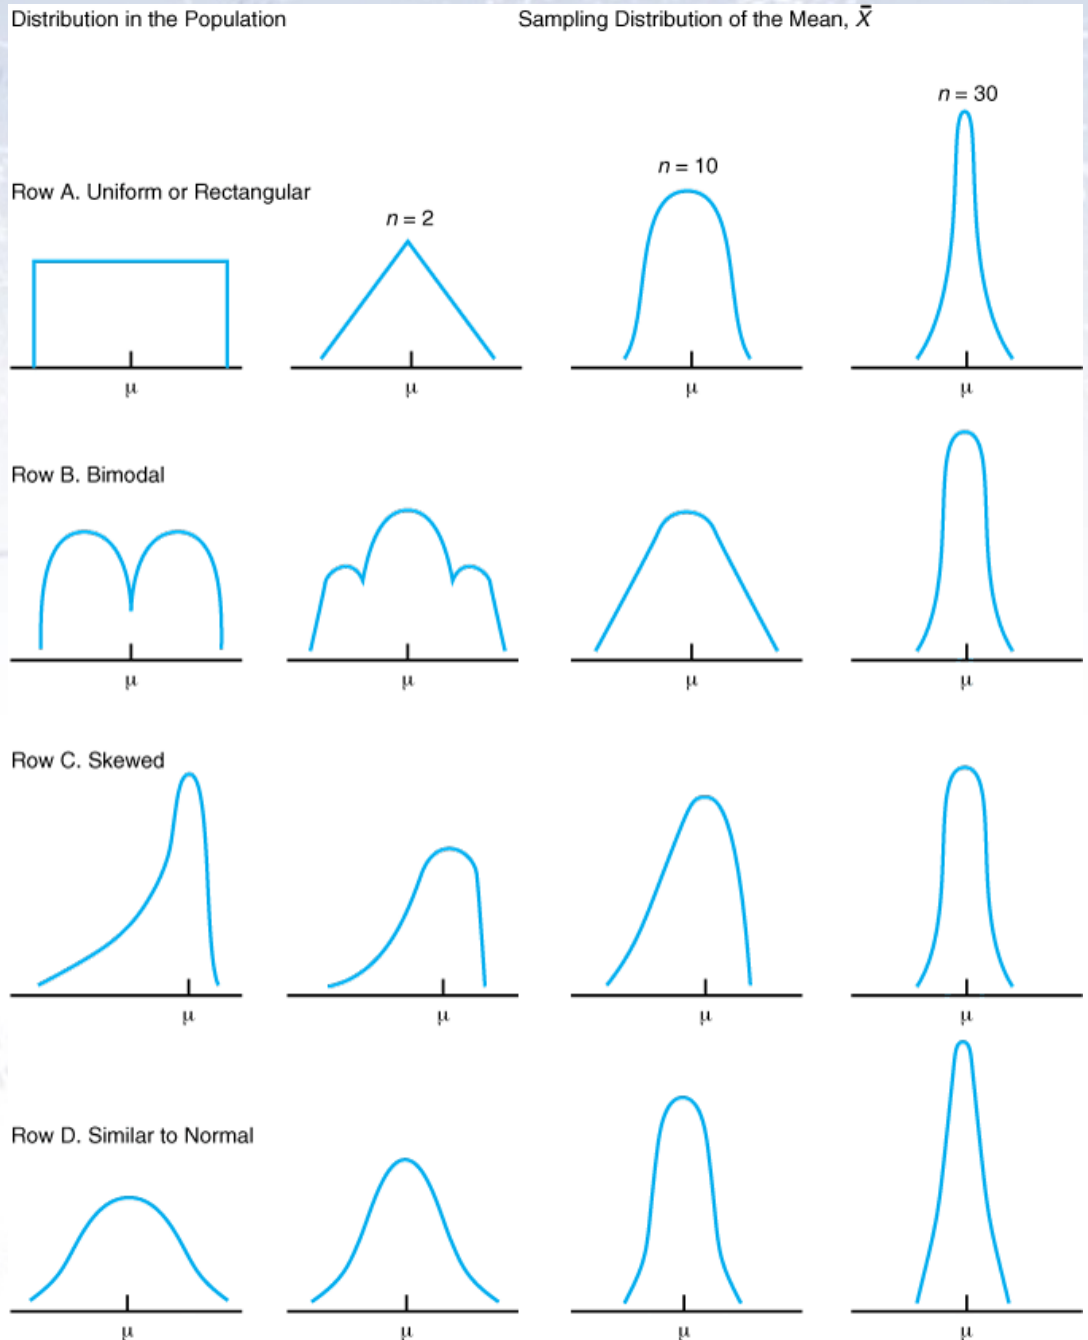 Distribution in the Population
Sampling Distribution of the Mean, X̄
n = 30
n = 10
Row A. Uniform or Rectangular
n = 2
μ
μ
μ
μ
Row B. Bimodal
μ
μ
μ
μ
Row C. Skewed
μ
μ
μ
μ
Row D. Similar to Normal
μ
μ
μ
μ